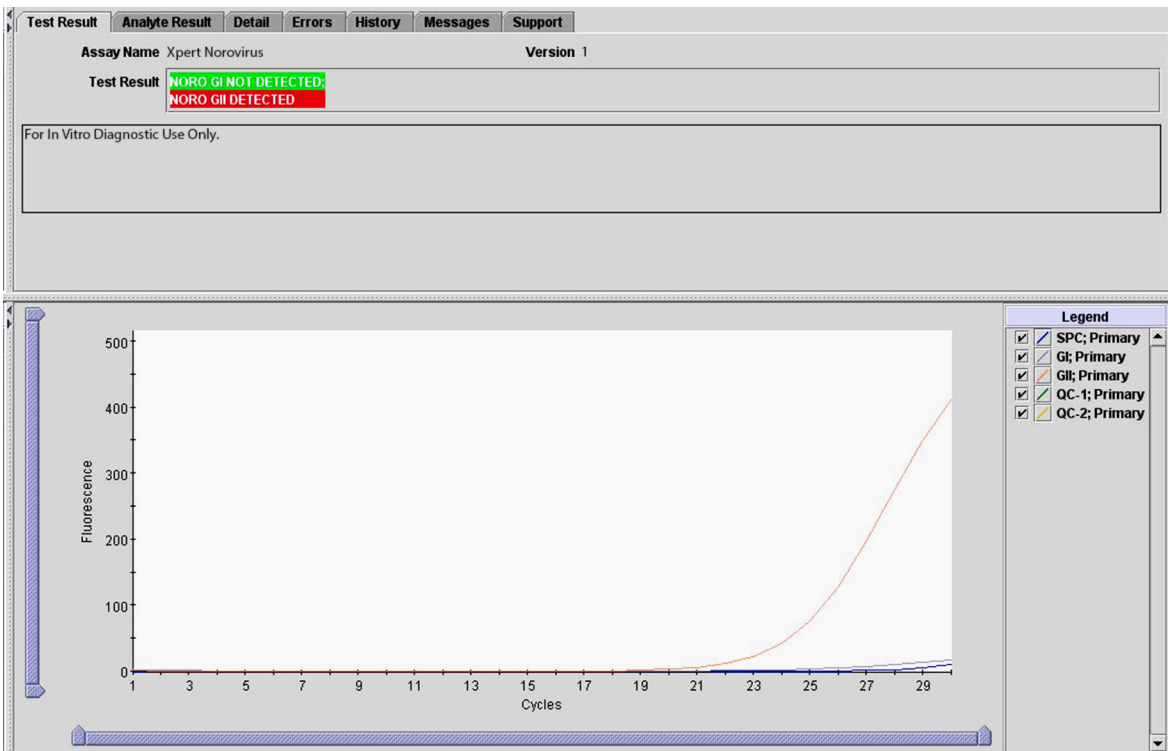 Test Result Analyte Result Detail Errors History Messages Support
Assay Name Xpert Norovirus Version 1
Test Result NORO GI NOT DETECTED;
NORO GII DETECTED
For In Vitro Diagnostic Use Only.
Legend
SPC; Primary
GI; Primary
GII; Primary
QC-1; Primary
QC-2; Primary
500
400
300
200
100
0
Fluorescence
1 3 5 7 9 11 13 15 17 19 21 23 25 27 29
Cycles